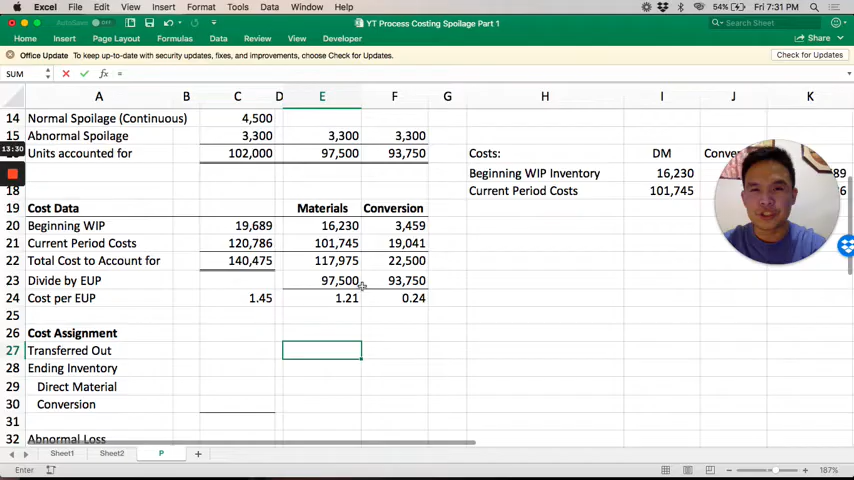 Excel File Edit View Insert Format Tools Data Window Help 54% Fri 7:31 PM
AutoSave OFF YT Process Costing Spoilage Part 1 Search Sheet
Home Insert Page Layout Formulas Data Review View Developer Share
Office Update To keep up-to-date with security updates, fixes, and improvements, choose Check for Updates. Check for Updates
SUM fx =
A B C D E F G H I J K
14 Normal Spoilage (Continuous) 4,500
15 Abnormal Spoilage 3,300 3,300 3,300
13:30 Units accounted for 102,000 97,500 93,750 Costs: DM
Beginning WIP Inventory 16,230 89
18 Current Period Costs 101,745
19 Cost Data Materials Conversion
20 Beginning WIP 19,689 16,230 3,459
21 Current Period Costs 120,786 101,745 19,041
22 Total Cost to Account for 140,475 117,975 22,500
23 Divide by EUP 97,500 93,750
24 Cost per EUP 1.45 1.21 0.24
25
26 Cost Assignment
27 Transferred Out
28 Ending Inventory
29 Direct Material
30 Conversion
31
32 Abnormal Loss
Sheet1 Sheet2 P +
Enter 187%